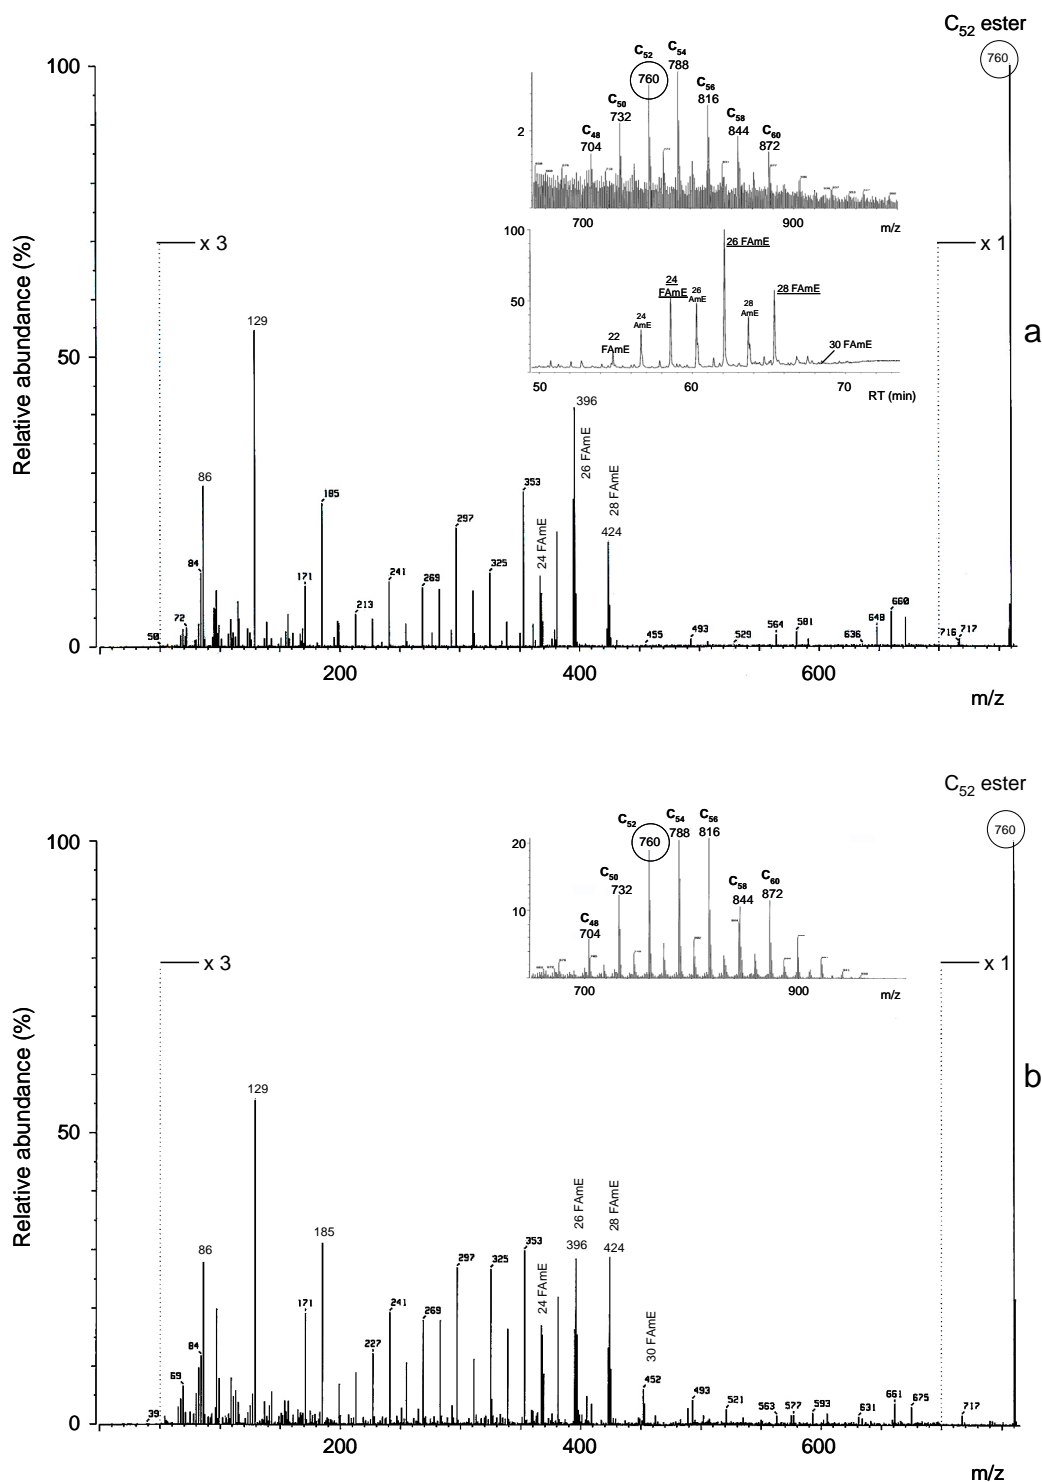 C52 ester
760
100
Relative abundance (%)
x 3
x 1
a
C48
704
C50
732
C52
760
C54
788
C56
816
C58
844
C60
872
2
700
900
m/z
100
50
22 FAmE
24 AmE
24 FAmE
26 AmE
26 FAmE
28 AmE
28 FAmE
30 FAmE
50
60
70
RT (min)
50
0
50
72
84
86
129
171
185
213
241
269
297
325
353
24 FAmE
396
26 FAmE
424
28 FAmE
455
493
529
564
581
636
648
660
716
717
200
400
600
m/z
C52 ester
760
100
Relative abundance (%)
x 3
x 1
b
20
10
C48
704
C50
732
C52
760
C54
788
C56
816
C58
844
C60
872
700
900
m/z
50
0
39
69
84
86
129
171
185
227
241
269
297
325
353
24 FAmE
396
26 FAmE
424
28 FAmE
452
30 FAmE
493
521
563
577
593
631
661
675
717
200
400
600
m/z